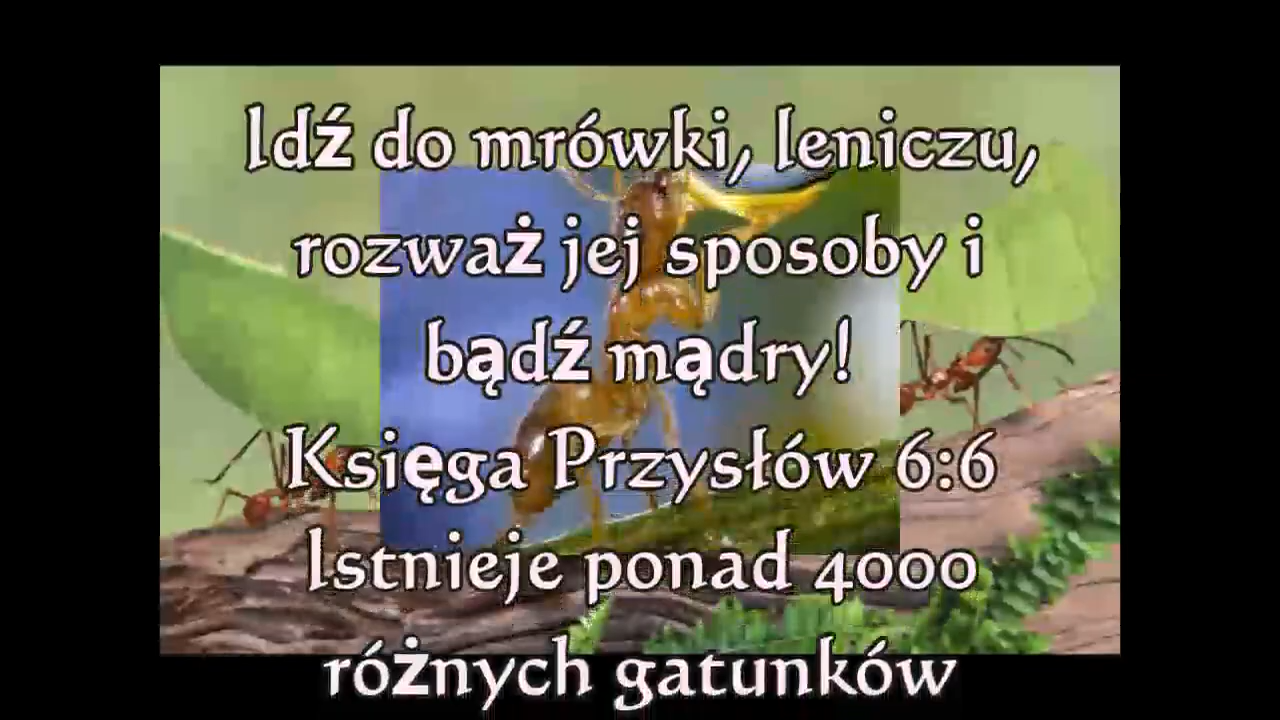 Idź do mrówki, leniczu,
rozważ jej sposoby i
bądź mądry!
Księga Przysłów 6:6
Istnieje ponad 4000
różnych gatunków